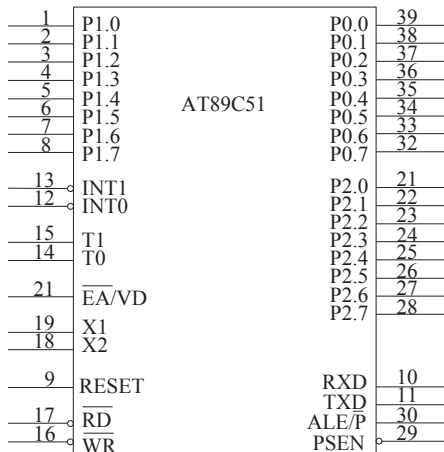 1 P1.0 P0.0 39
2 P1.1 P0.1 38
3 P1.2 P0.2 37
4 P1.3 P0.3 36
5 P1.4 AT89C51 P0.4 35
6 P1.5 P0.5 34
7 P1.6 P0.6 33
8 P1.7 P0.7 32
13 INT1 P2.0 21
12 INT0 P2.1 22
P2.2 23
15 T1 P2.3 24
14 T0 P2.4 25
P2.5 26
21 EA/VD P2.6 27
P2.7 28
19 X1
18 X2
9 RESET RXD 10
TXD 11
17 RD ALE/P 30
16 WR PSEN 29